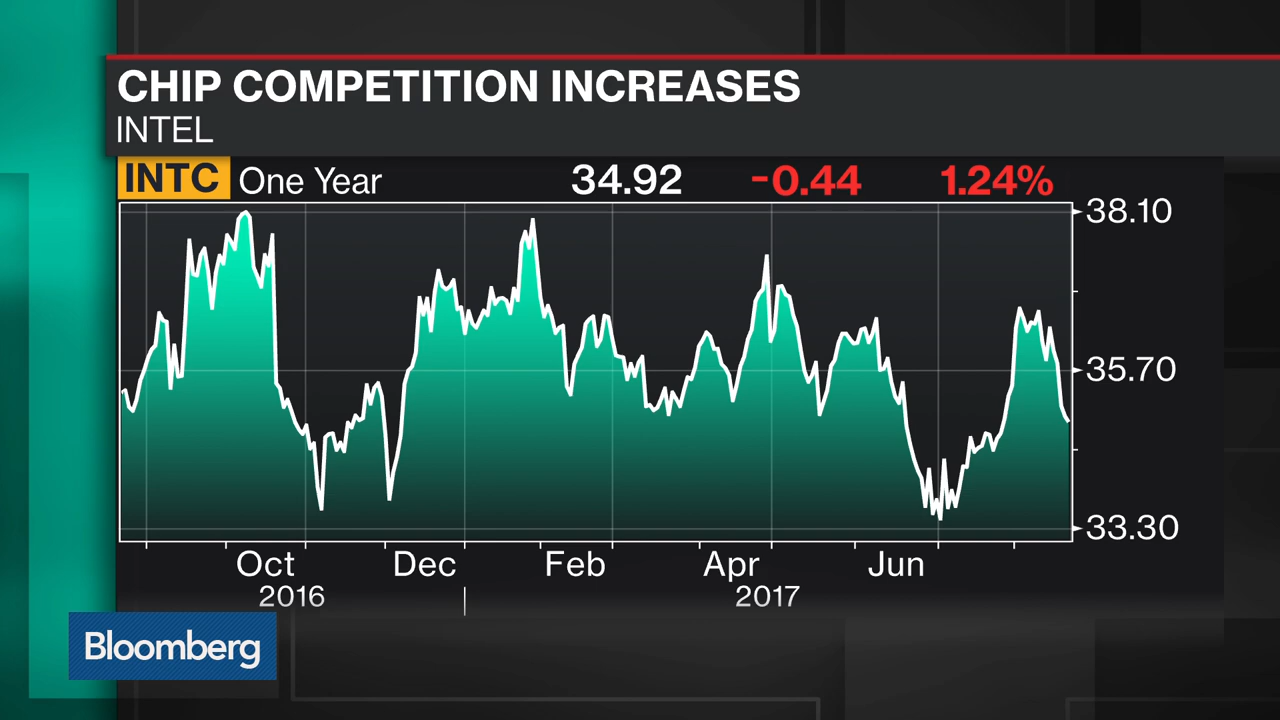 CHIP COMPETITION INCREASES
INTEL
INTC One Year 34.92 -0.44 1.24%
38.10
35.70
33.30
Oct Dec Feb Apr Jun
2016 2017
Bloomberg